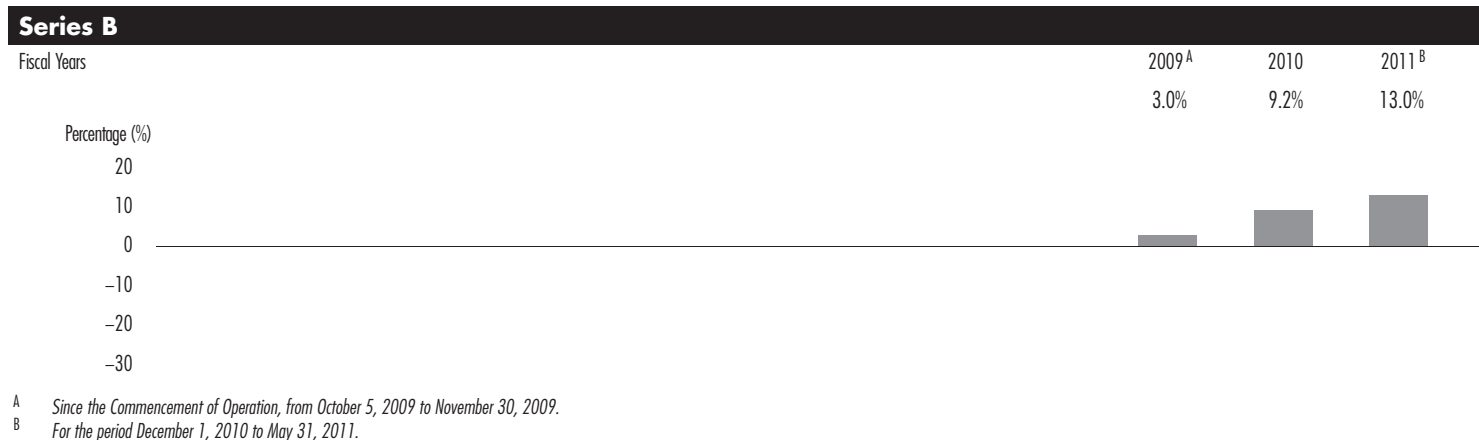 Series B
Fiscal Years 2009 A 2010 2011 B
3.0% 9.2% 13.0%
Percentage (%)
20
10
0
–10
–20
–30
A Since the Commencement of Operation, from October 5, 2009 to November 30, 2009.
B For the period December 1, 2010 to May 31, 2011.